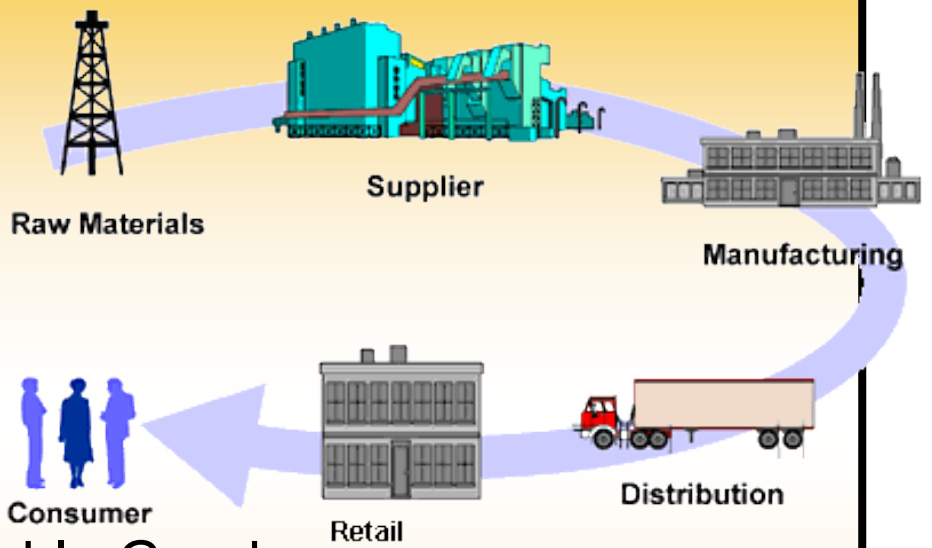 Supplier
Raw Materials
Manufacturing
Distribution
Consumer
Retail